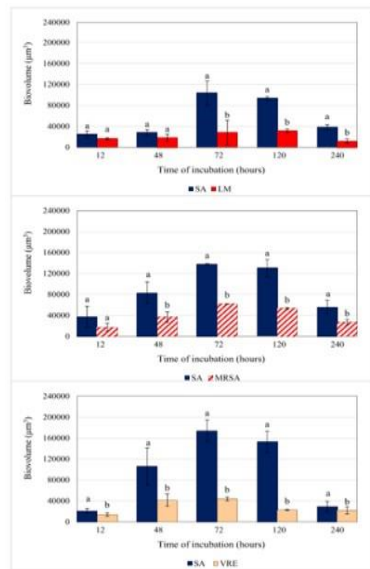 240000
200000
160000
120000
80000
40000
0
Biovolume (µm³)
a a a a a b a b a b
12 48 72 120 240
Time of incubation (hours)
SA LM
240000
200000
160000
120000
80000
40000
0
Biovolume (µm³)
a a a b a b a b a b
12 48 72 120 240
Time of incubation (hours)
SA MRSA
240000
200000
160000
120000
80000
40000
0
Biovolume (µm³)
a b a b a b a b a b
12 48 72 120 240
Time of incubation (hours)
SA VRE